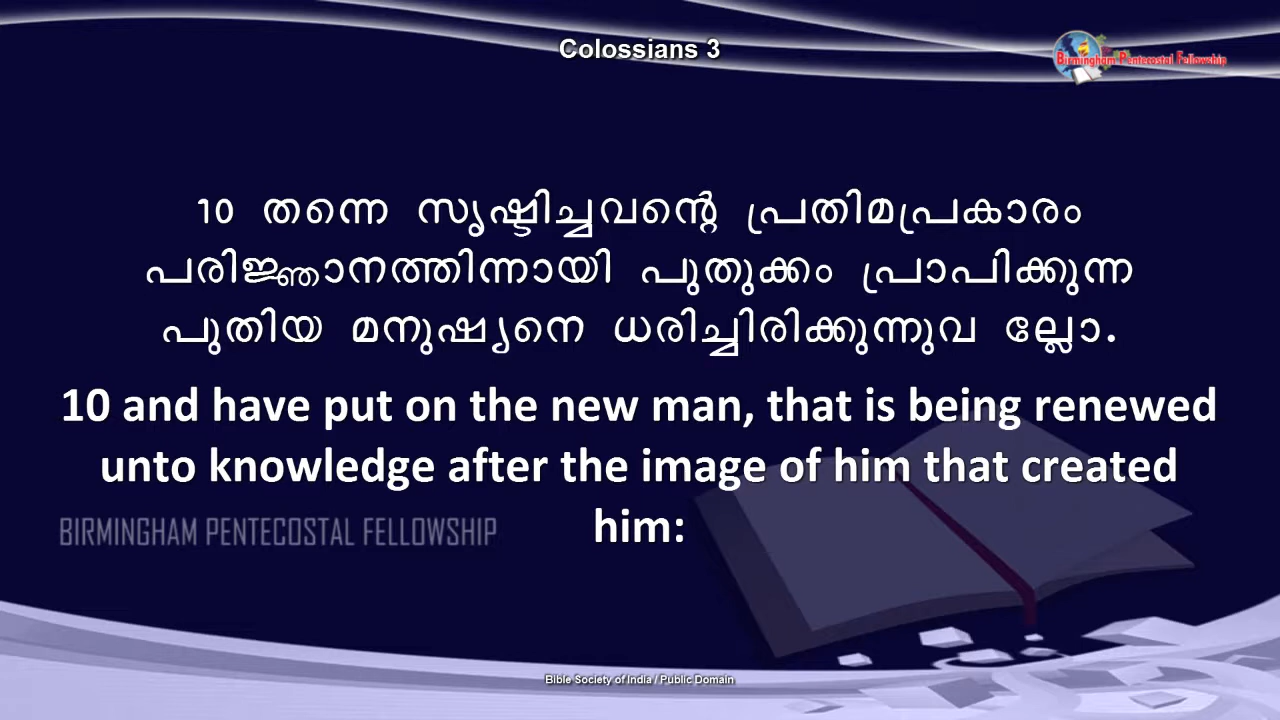 Colossians 3
Birmingham Pentecostal Fellowship
10 തന്നെ സൃഷ്ടിച്ചവന്റെ പ്രതിമപ്രകാരം
പരിജ്ഞാനത്തിന്നായി പുതുക്കം പ്രാപിക്കുന്ന
പുതിയ മനുഷ്യനെ ധരിച്ചിരിക്കുന്നുവ ല്ലോ.
10 and have put on the new man, that is being renewed
unto knowledge after the image of him that created
him:
BIRMINGHAM PENTECOSTAL FELLOWSHIP
Bible Society of India / Public Domain